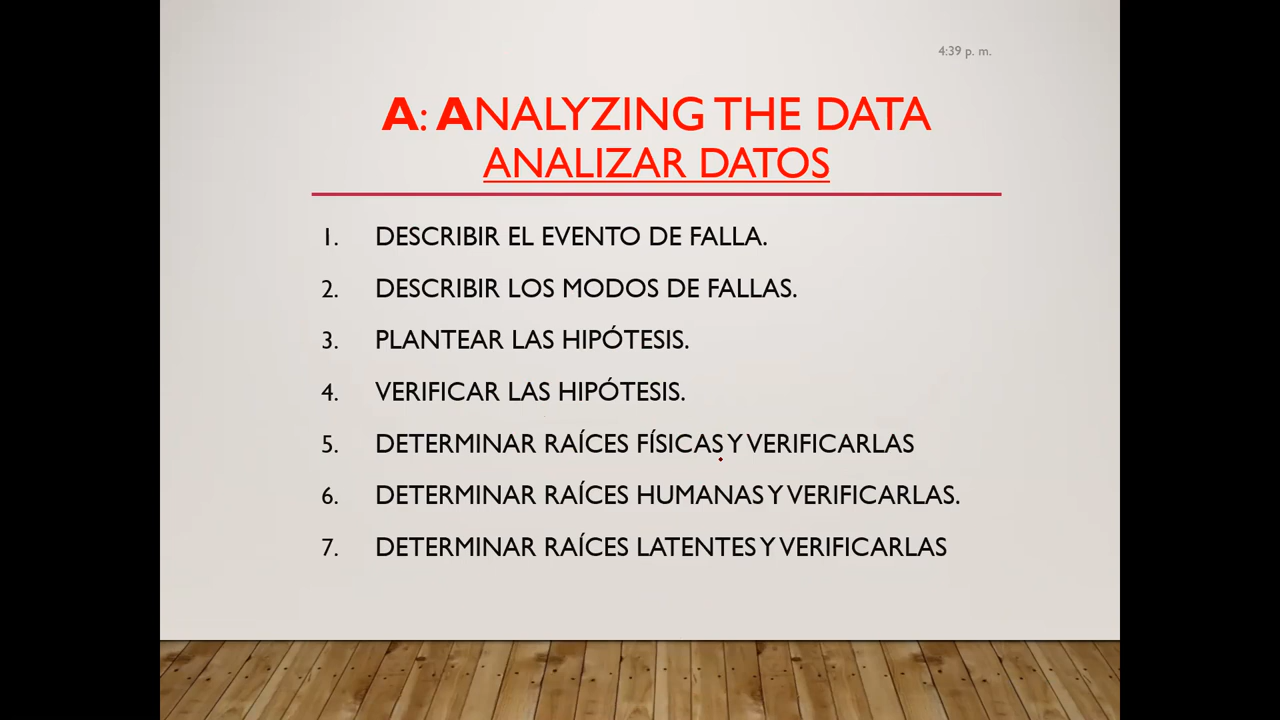 4:39 p. m.
A: ANALYZING THE DATA
ANALIZAR DATOS
1. DESCRIBIR EL EVENTO DE FALLA.
2. DESCRIBIR LOS MODOS DE FALLAS.
3. PLANTEAR LAS HIPÓTESIS.
4. VERIFICAR LAS HIPÓTESIS.
5. DETERMINAR RAÍCES FÍSICAS Y VERIFICARLAS
6. DETERMINAR RAÍCES HUMANAS Y VERIFICARLAS.
7. DETERMINAR RAÍCES LATENTES Y VERIFICARLAS